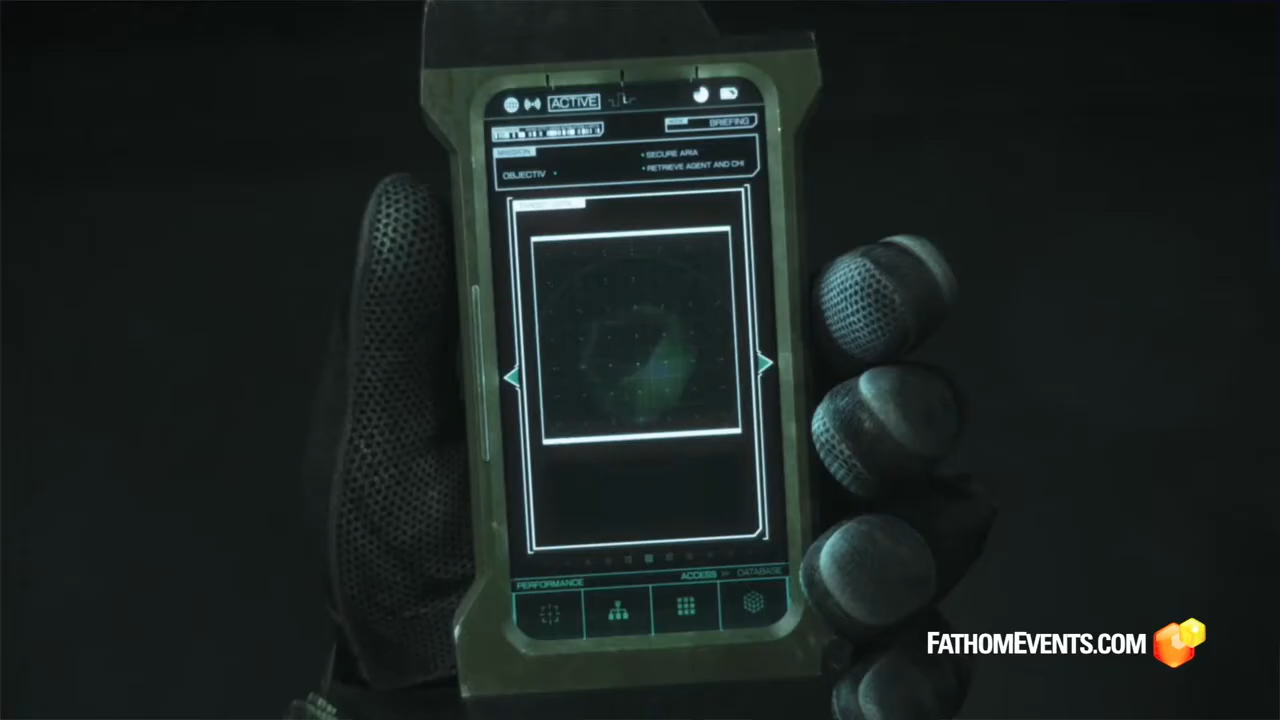 ACTIVE
BRIEFING
MISSION
• SECURE ARIA
OBJECTIV •
• RETRIEVE AGENT AND CHI
PERFORMANCE
ACCESS
DATABASE
FATHOMEVENTS.COM